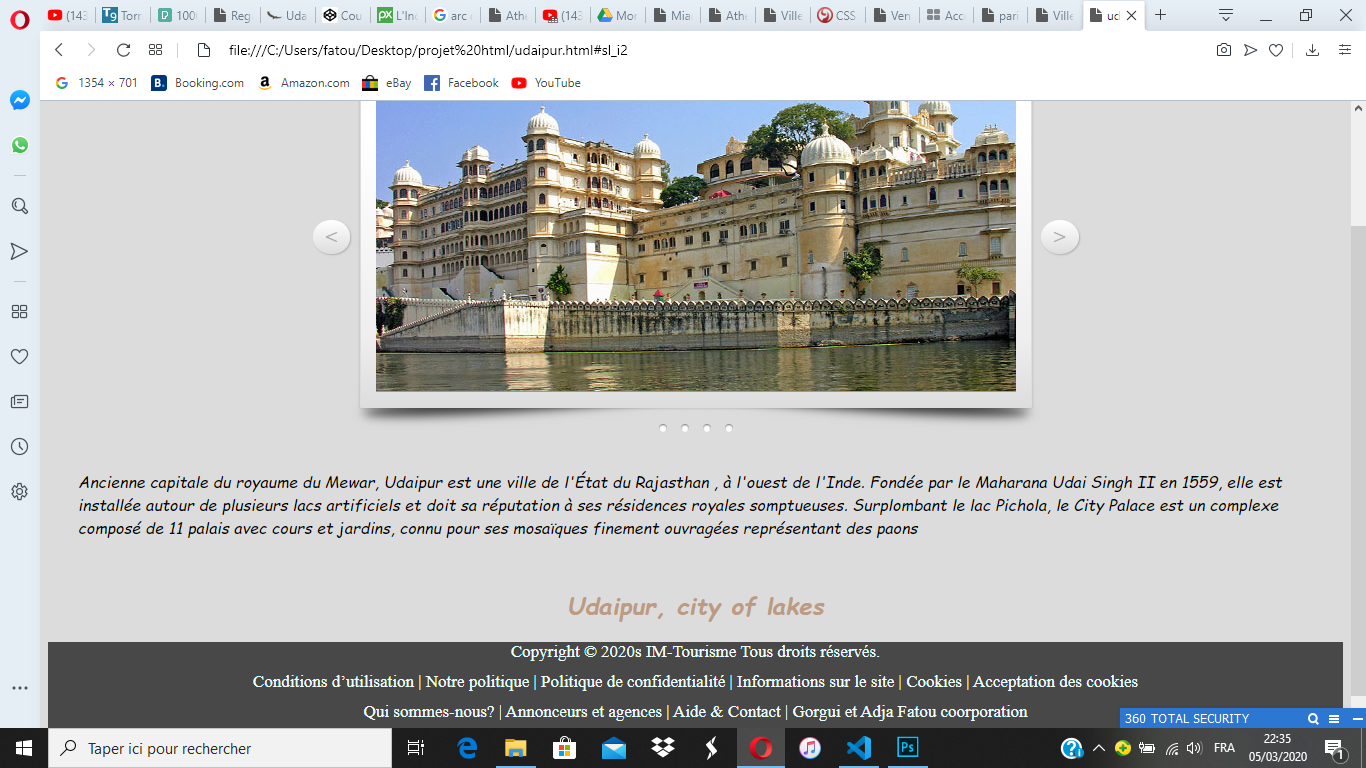 (143
Torr
1000
Reg
Uda
Cou
L'Inc
arc
Athe
(143
Mor
Mia
Athe
Ville
CSS
Ven
Acc
pari
Ville
ud
file:///C:/Users/fatou/Desktop/projet%20html/udaipur.html#sl_i2
1354 × 701
Booking.com
Amazon.com
eBay
Facebook
YouTube
<
>
Ancienne capitale du royaume du Mewar, Udaipur est une ville de l'État du Rajasthan , à l'ouest de l'Inde. Fondée par le Maharana Udai Singh II en 1559, elle est
installée autour de plusieurs lacs artificiels et doit sa réputation à ses résidences royales somptueuses. Surplombant le lac Pichola, le City Palace est un complexe
composé de 11 palais avec cours et jardins, connu pour ses mosaïques finement ouvragées représentant des paons
Udaipur, city of lakes
Copyright © 2020s IM-Tourisme Tous droits réservés.
Conditions d’utilisation | Notre politique | Politique de confidentialité | Informations sur le site | Cookies | Acceptation des cookies
Qui sommes-nous? | Annonceurs et agences | Aide & Contact | Gorgui et Adja Fatou coorporation
360 TOTAL SECURITY
Taper ici pour rechercher
FRA
22:35
05/03/2020